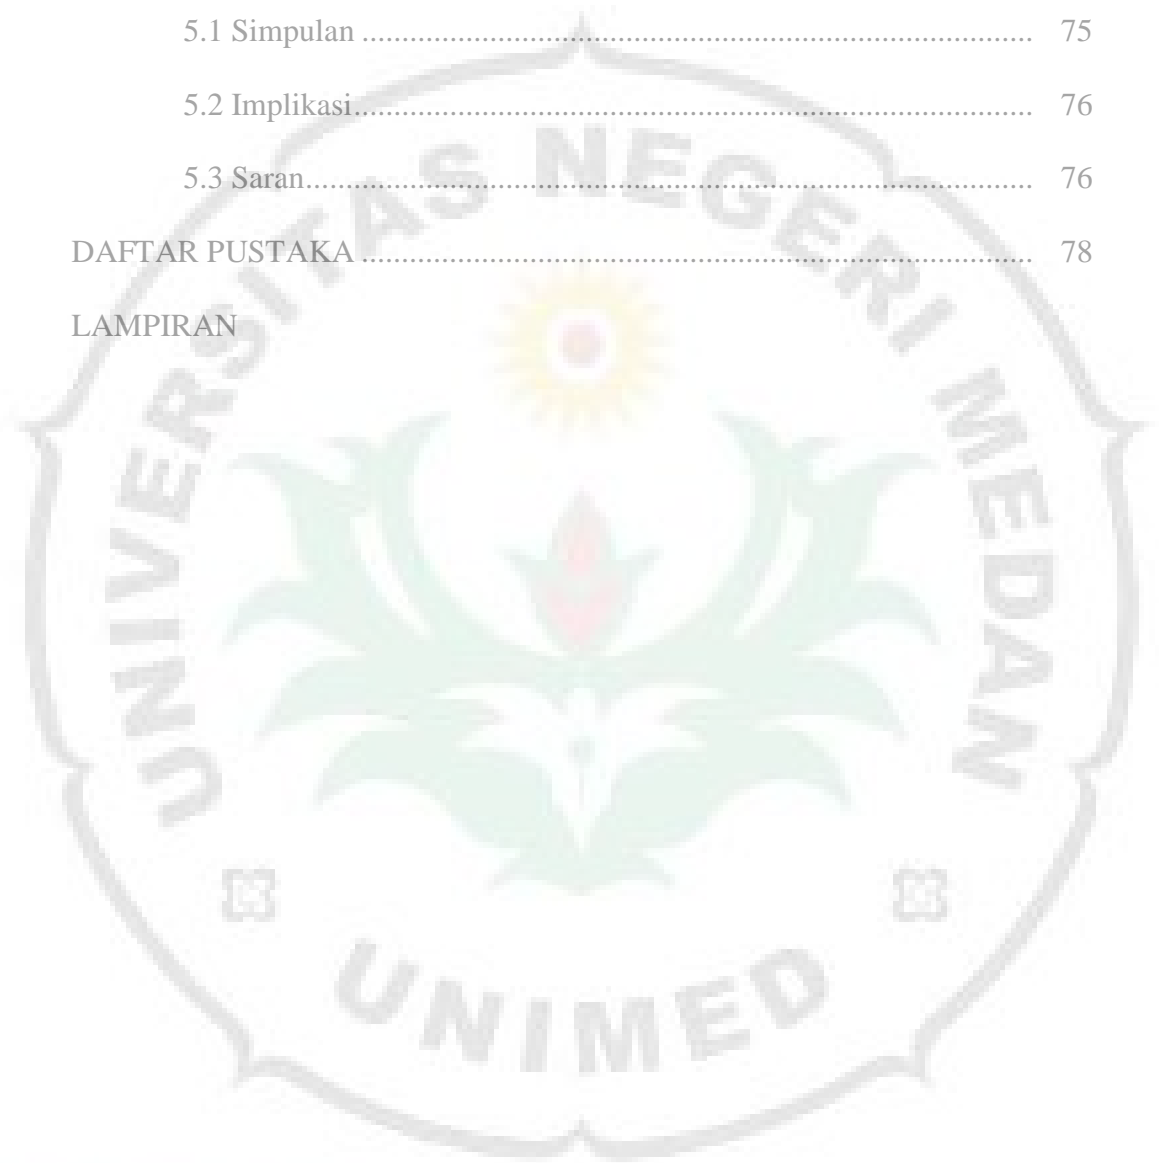 5.1 Simpulan ........................................................................ 75
5.2 Implikasi........................................................................ 76
5.3 Saran............................................................................. 76
DAFTAR PUSTAKA ........................................................................ 78
LAMPIRAN
UNIVERSITAS NEGERI MEDAN
UNIMED